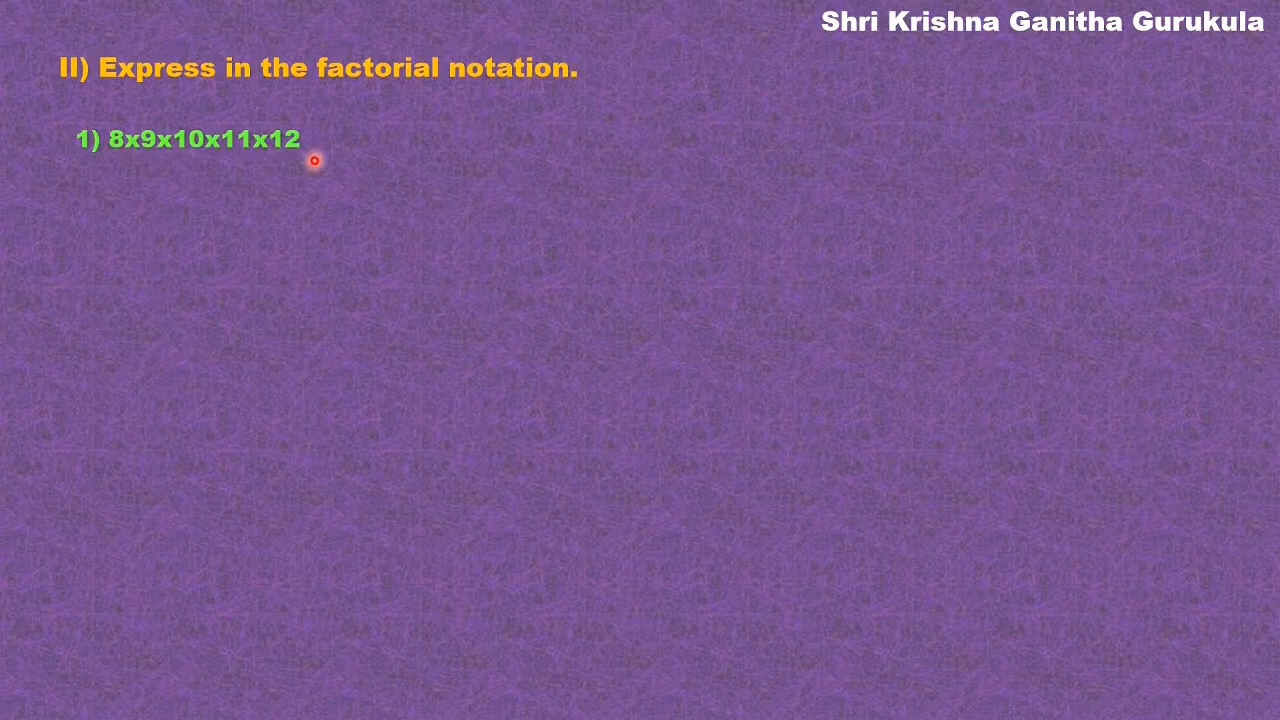 Shri Krishna Ganitha Gurukula
II) Express in the factorial notation.
1) 8x9x10x11x12